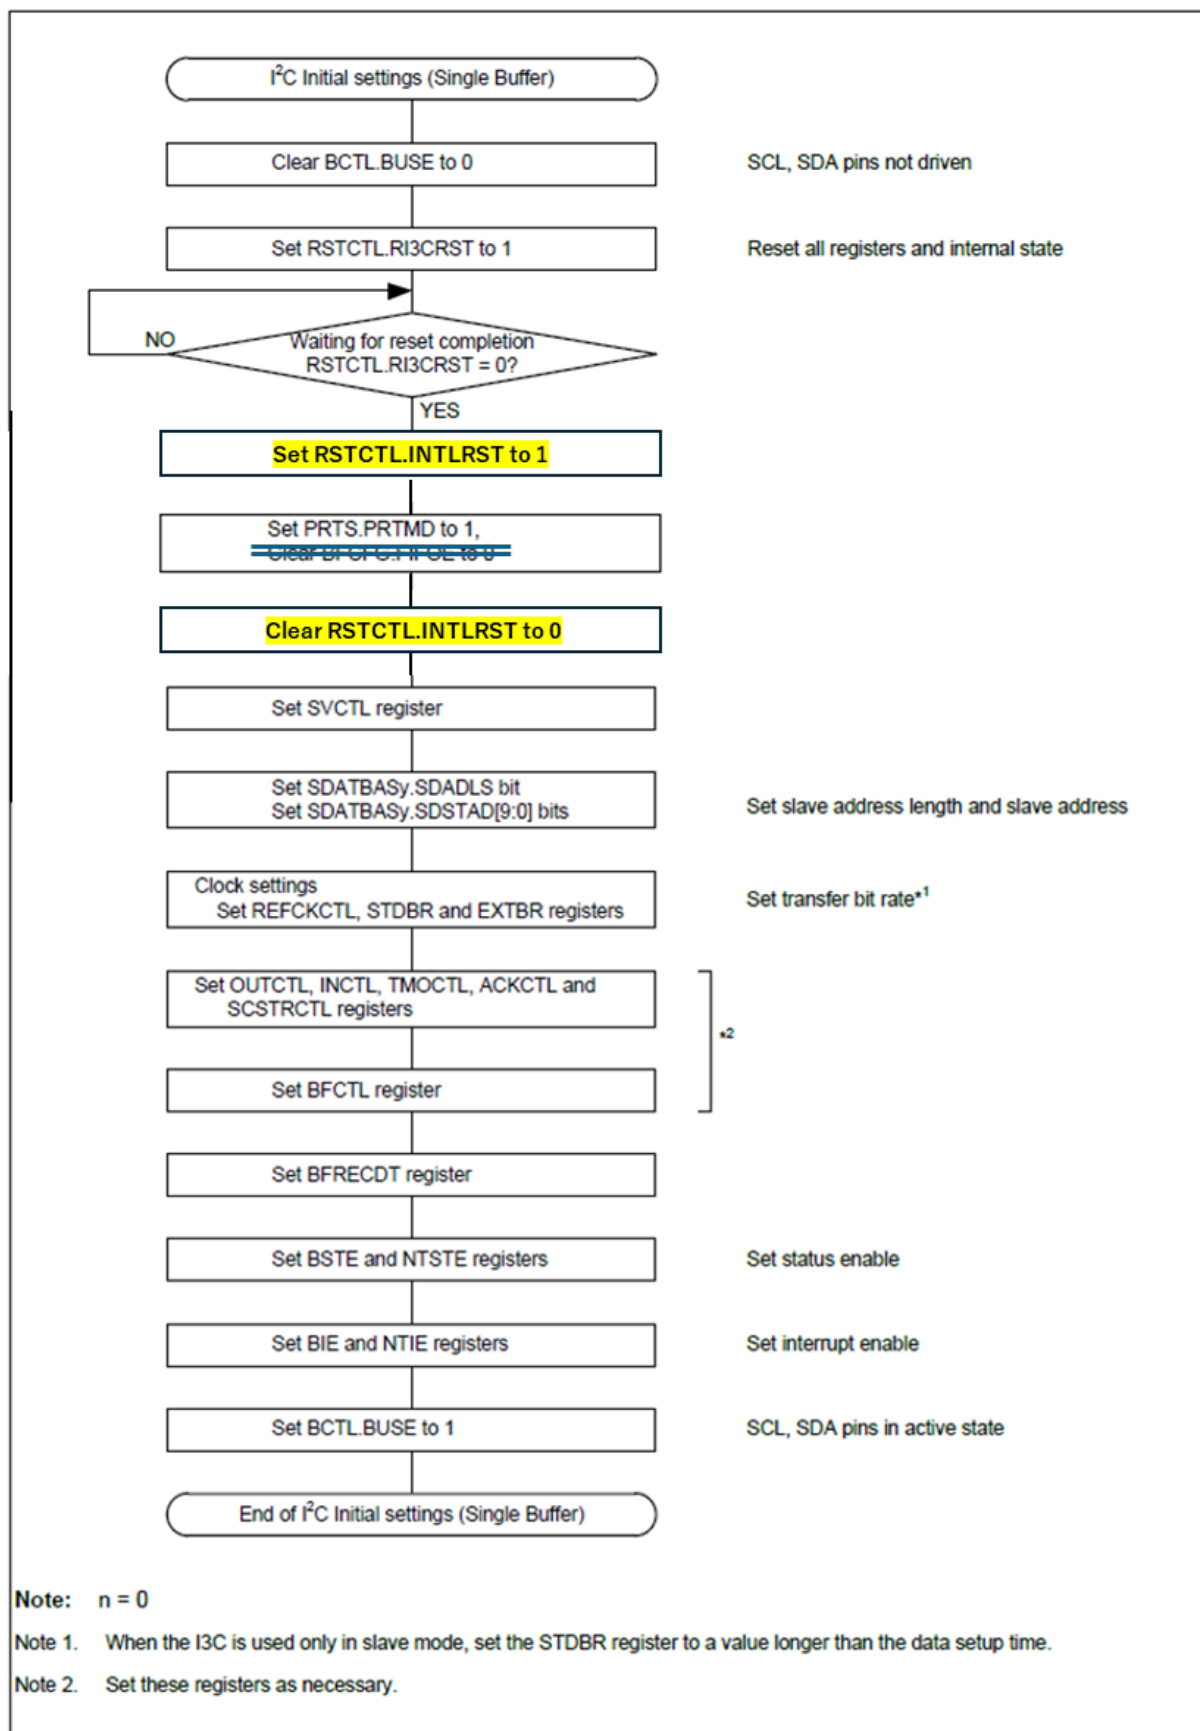 I²C Initial settings (Single Buffer)
Clear BCTL.BUSE to 0
SCL, SDA pins not driven
Set RSTCTL.RI3CRST to 1
Reset all registers and internal state
NO
Waiting for reset completion
RSTCTL.RI3CRST = 0?
YES
Set RSTCTL.INTLRST to 1
Set PRTS.PRTMD to 1,
Clear RSTCTL.INTLRST to 0
Set SVCTL register
Set SDATBASy.SDADLS bit
Set SDATBASy.SDSTAD[9:0] bits
Set slave address length and slave address
Clock settings
Set REFCKCTL, STDBR and EXTBR registers
Set transfer bit rate*1
Set OUTCTL, INCTL, TMOCTL, ACKCTL and
SCSTRCTL registers
*2
Set BFCTL register
Set BFRECDT register
Set BSTE and NTSTE registers
Set status enable
Set BIE and NTIE registers
Set interrupt enable
Set BCTL.BUSE to 1
SCL, SDA pins in active state
End of I²C Initial settings (Single Buffer)
Note: n = 0
Note 1. When the I3C is used only in slave mode, set the STDBR register to a value longer than the data setup time.
Note 2. Set these registers as necessary.